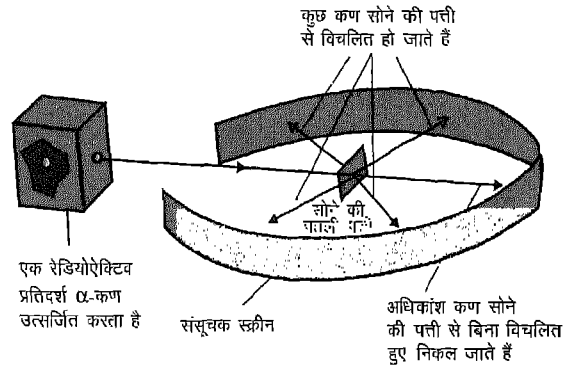 कुछ कण सोने की पत्ती
से विचलित हो जाते हैं
सोने की
एक रेडियोऐक्टिव
प्रतिदर्श α-कण
उत्सर्जित करता है
संसूचक स्क्रीन
अधिकांश कण सोने
की पत्ती से बिना विचलित
हुए निकल जाते हैं